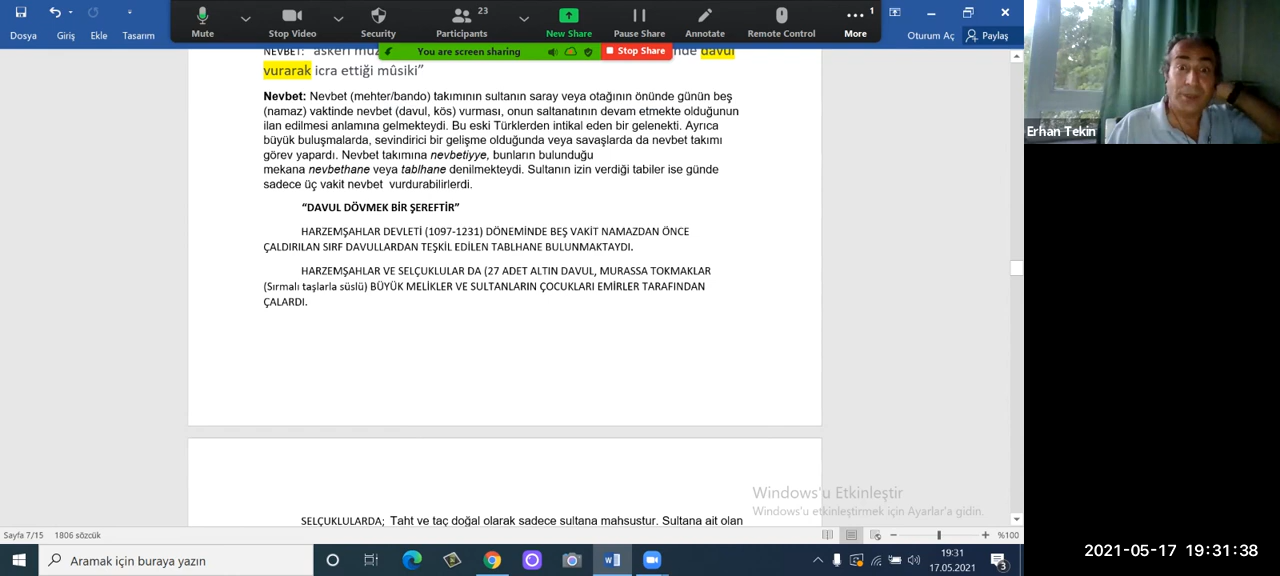 Dosya
Giriş
Ekle
Tasarım
Mute
Stop Video
Security
23
Participants
New Share
Pause Share
Annotate
Remote Control
1
More
Oturum Aç
Paylaş
You are screen sharing
Stop Share
NEVBET: "askeri müz
nde davul
vurarak icra ettiği mûsiki"
Nevbet: Nevbet (mehter/bando) takımının sultanın saray veya otağının önünde günün beş
(namaz) vaktinde nevbet (davul, kös) vurması, onun saltanatının devam etmekte olduğunun
ilan edilmesi anlamına gelmekteydi. Bu eski Türklerden intikal eden bir gelenekti. Ayrıca
büyük buluşmalarda, sevindirici bir gelişme olduğunda veya savaşlarda da nevbet takımı
görev yapardı. Nevbet takımına nevbetiyye, bunların bulunduğu
mekana nevbethane veya tablhane denilmekteydi. Sultanın izin verdiği tabiler ise günde
sadece üç vakit nevbet vurdurabilirlerdi.
"DAVUL DÖVMEK BİR ŞEREFTİR"
HARZEMŞAHLAR DEVLETİ (1097-1231) DÖNEMİNDE BEŞ VAKİT NAMAZDAN ÖNCE
ÇALDIRILAN SIRF DAVULLARDAN TEŞKİL EDİLEN TABLHANE BULUNMAKTAYDI.
HARZEMŞAHLAR VE SELÇUKLULAR DA (27 ADET ALTIN DAVUL, MURASSA TOKMAKLAR
(Sırmalı taşlarla süslü) BÜYÜK MELİKLER VE SULTANLARIN ÇOCUKLARI EMİRLER TARAFINDAN
ÇALARDI.
SELÇUKLULARDA; Taht ve taç doğal olarak sadece sultana mahsustur. Sultana ait olan
Windows'u Etkinleştir
Windows'u etkinleştirmek için Ayarlar'a gidin.
Sayfa 7/15
1806 sözcük
%100
Aramak için buraya yazın
19:31
17.05.2021
3
Erhan Tekin
2021-05-17 19:31:38